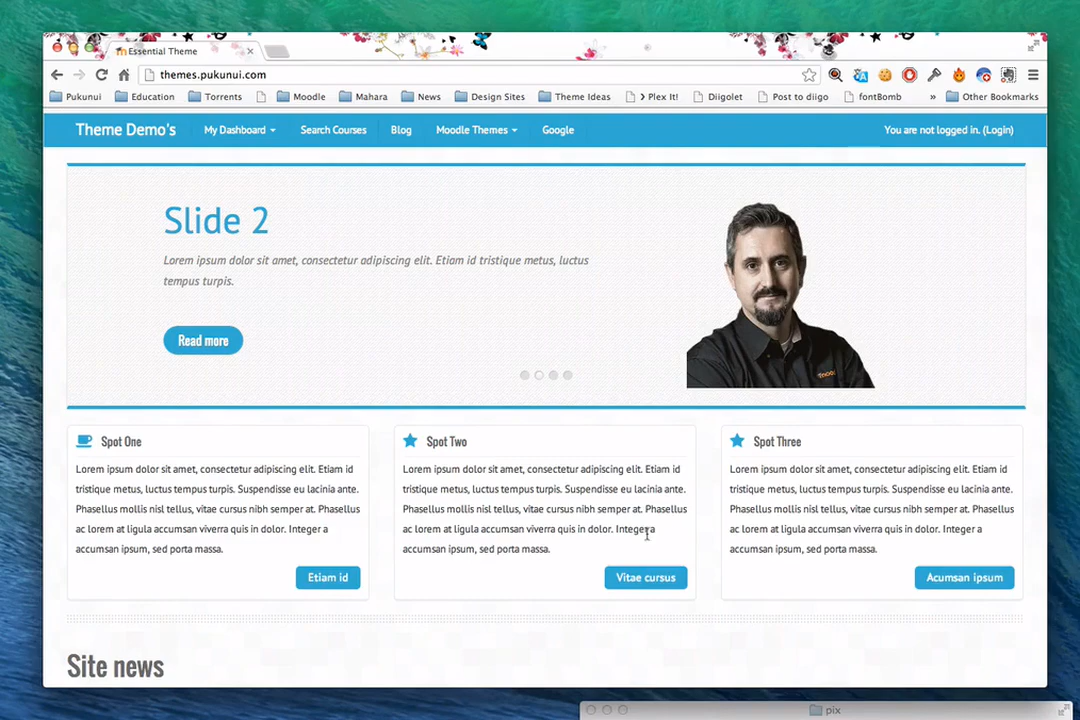 Essential Theme
themes.pukunui.com
Pukunui Education Torrents Moodle Mahara News Design Sites Theme Ideas > Plex It! Diigolet Post to diigo fontBomb » Other Bookmarks
Theme Demo's My Dashboard Search Courses Blog Moodle Themes Google You are not logged in. (Login)
Slide 2
Lorem ipsum dolor sit amet, consectetur adipiscing elit. Etiam id tristique metus, luctus
tempus turpis.
Read more
Spot One
Lorem ipsum dolor sit amet, consectetur adipiscing elit. Etiam id
tristique metus, luctus tempus turpis. Suspendisse eu lacinia ante.
Phasellus mollis nisl tellus, vitae cursus nibh semper at. Phasellus
ac lorem at ligula accumsan viverra quis in dolor. Integer a
accumsan ipsum, sed porta massa.
Etiam id
Spot Two
Lorem ipsum dolor sit amet, consectetur adipiscing elit. Etiam id
tristique metus, luctus tempus turpis. Suspendisse eu lacinia ante.
Phasellus mollis nisl tellus, vitae cursus nibh semper at. Phasellus
ac lorem at ligula accumsan viverra quis in dolor. Integer a
accumsan ipsum, sed porta massa.
Vitae cursus
Spot Three
Lorem ipsum dolor sit amet, consectetur adipiscing elit. Etiam id
tristique metus, luctus tempus turpis. Suspendisse eu lacinia ante.
Phasellus mollis nisl tellus, vitae cursus nibh semper at. Phasellus
ac lorem at ligula accumsan viverra quis in dolor. Integer a
accumsan ipsum, sed porta massa.
Acumsan ipsum
Site news
pix